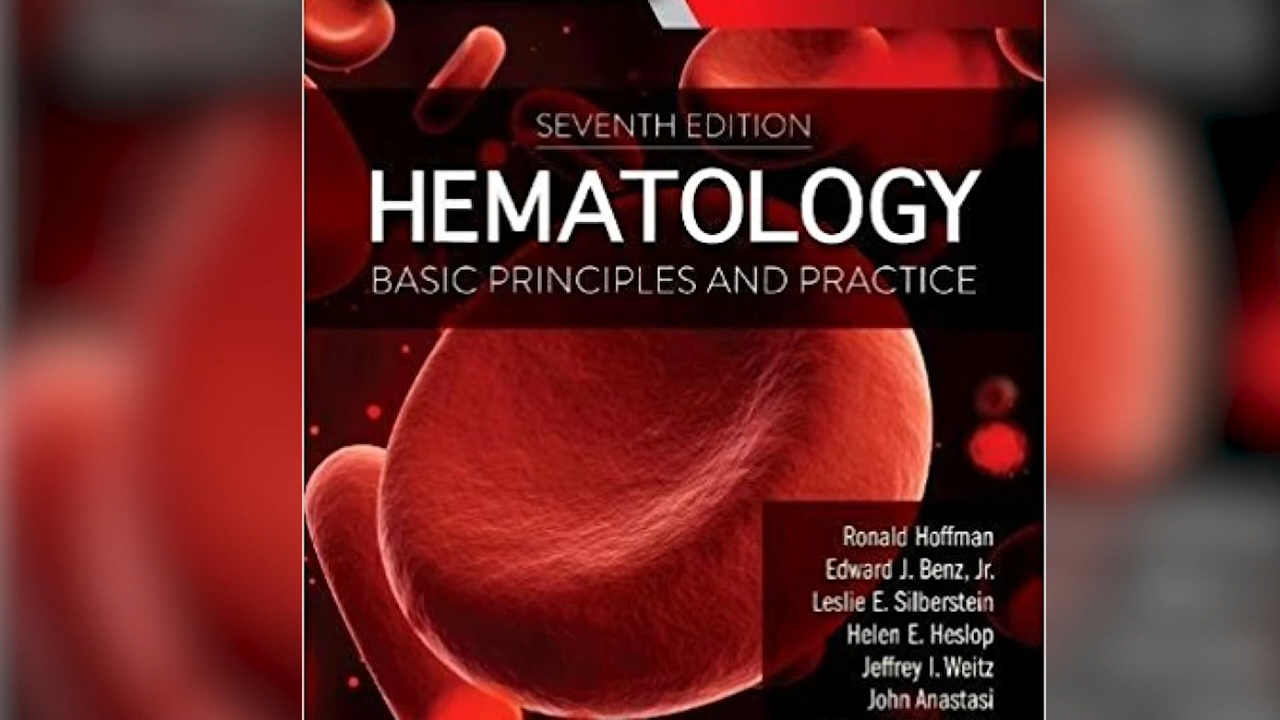 SEVENTH EDITION
HEMATOLOGY
BASIC PRINCIPLES AND PRACTICE
Ronald Hoffman
Edward J. Benz, Jr.
Leslie E. Silberstein
Helen E. Heslop
Jeffrey I. Weitz
John Anastasi